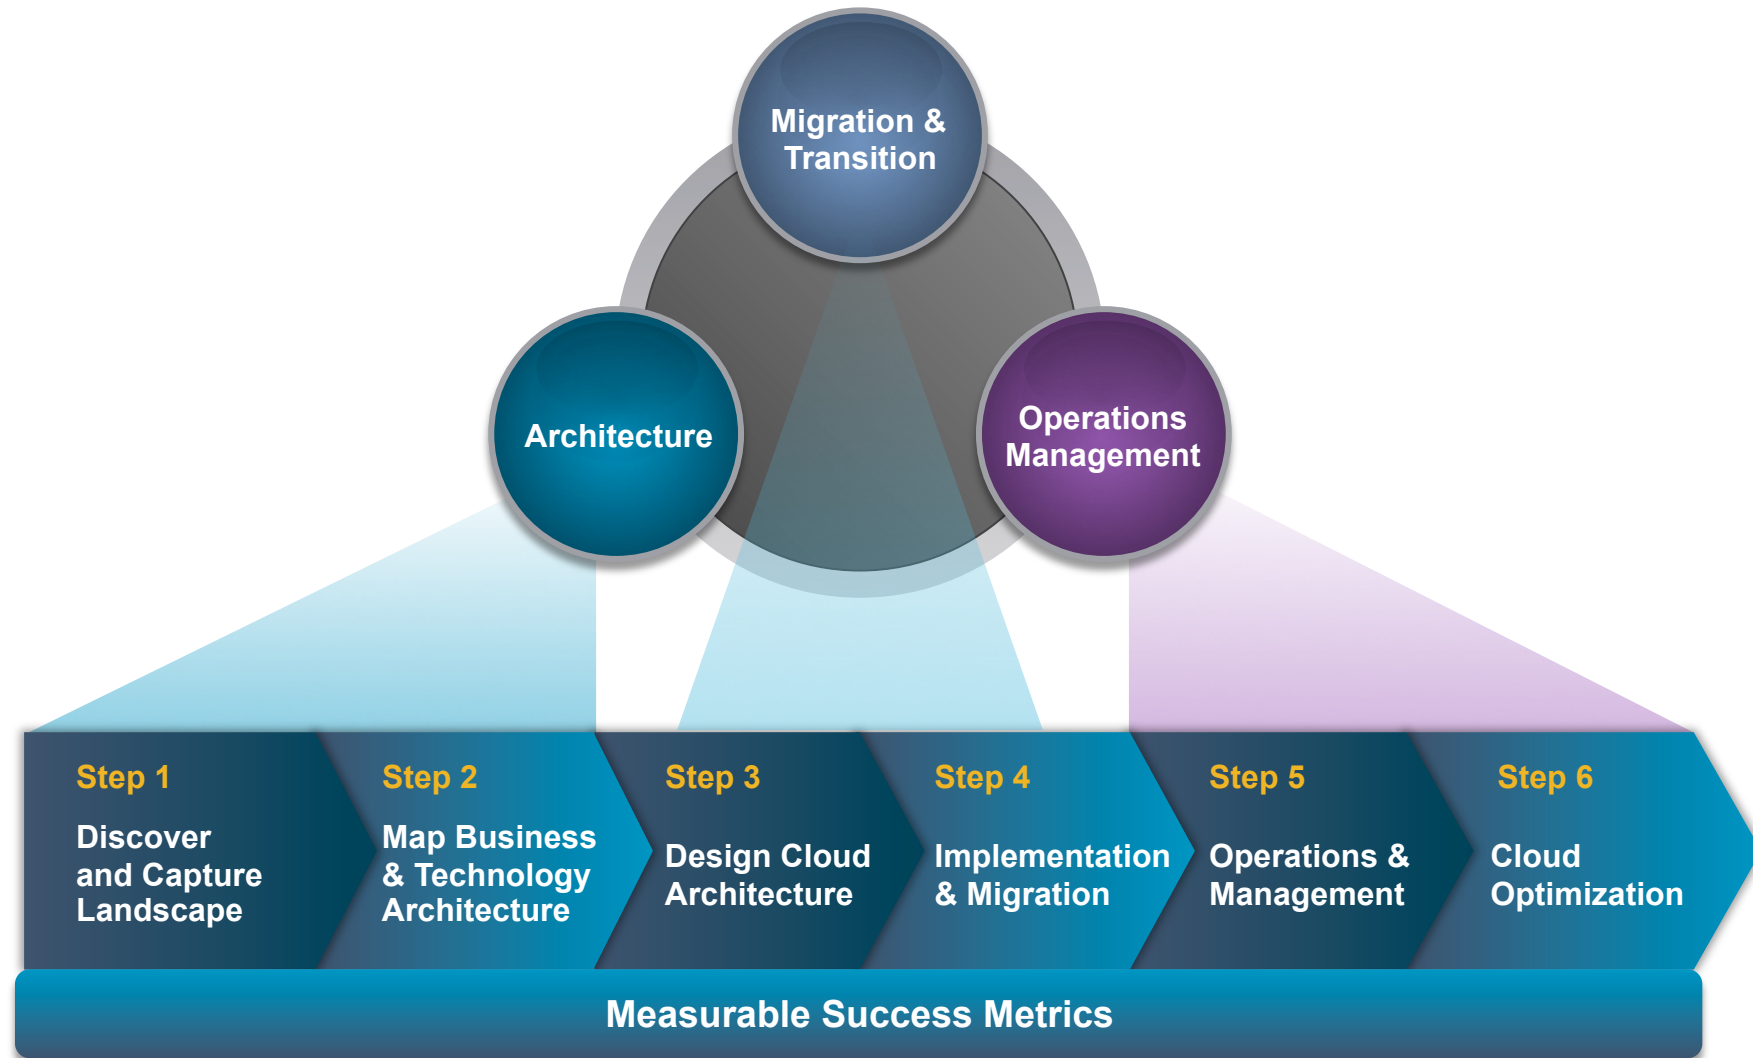 Migration &
Transition
Architecture
Operations
Management
Step 1
Discover
and Capture
Landscape
Step 2
Map Business
& Technology
Architecture
Step 3
Design Cloud
Architecture
Step 4
Implementation
& Migration
Step 5
Operations &
Management
Step 6
Cloud
Optimization
Measurable Success Metrics